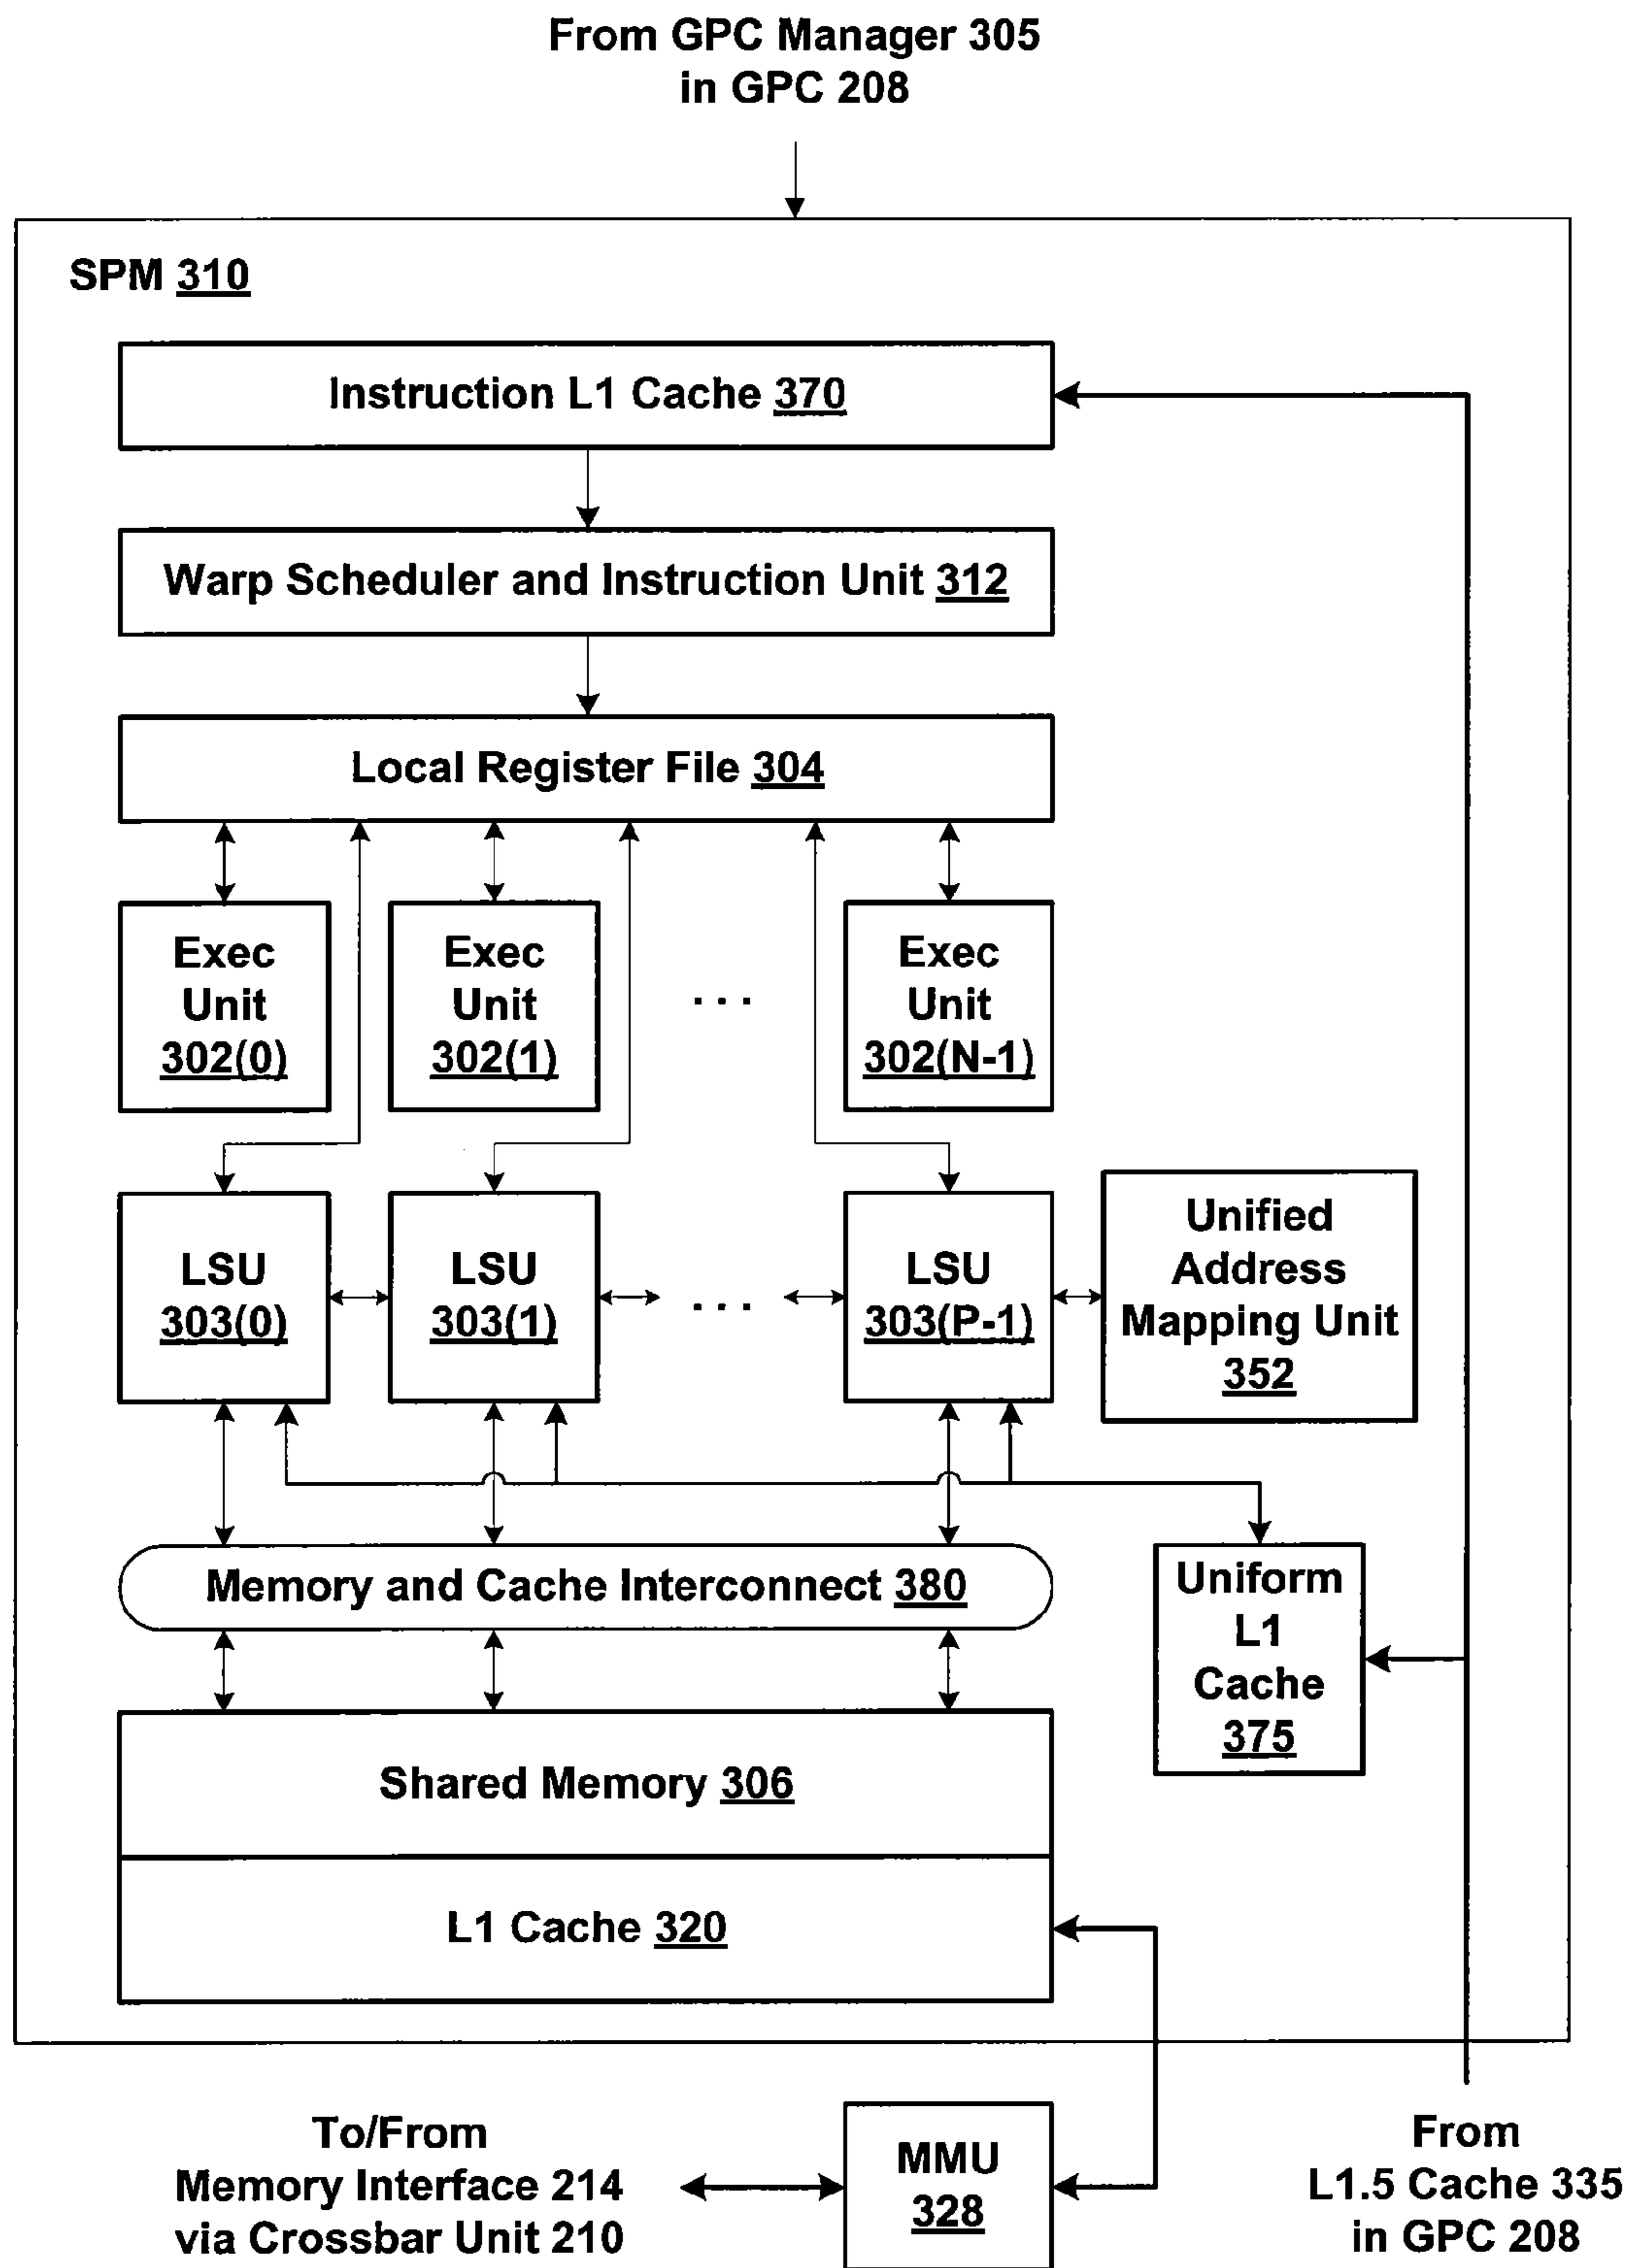 From GPC Manager 305
in GPC 208
SPM 310
Instruction L1 Cache 370
Warp Scheduler and Instruction Unit 312
Local Register File 304
Exec
Unit
302(0)
Exec
Unit
302(1)
. . .
Exec
Unit
302(N-1)
LSU
303(0)
LSU
303(1)
. . .
LSU
303(P-1)
Unified
Address
Mapping Unit
352
Memory and Cache Interconnect 380
Uniform
L1
Cache
375
Shared Memory 306
L1 Cache 320
To/From
Memory Interface 214
via Crossbar Unit 210
MMU
328
From
L1.5 Cache 335
in GPC 208